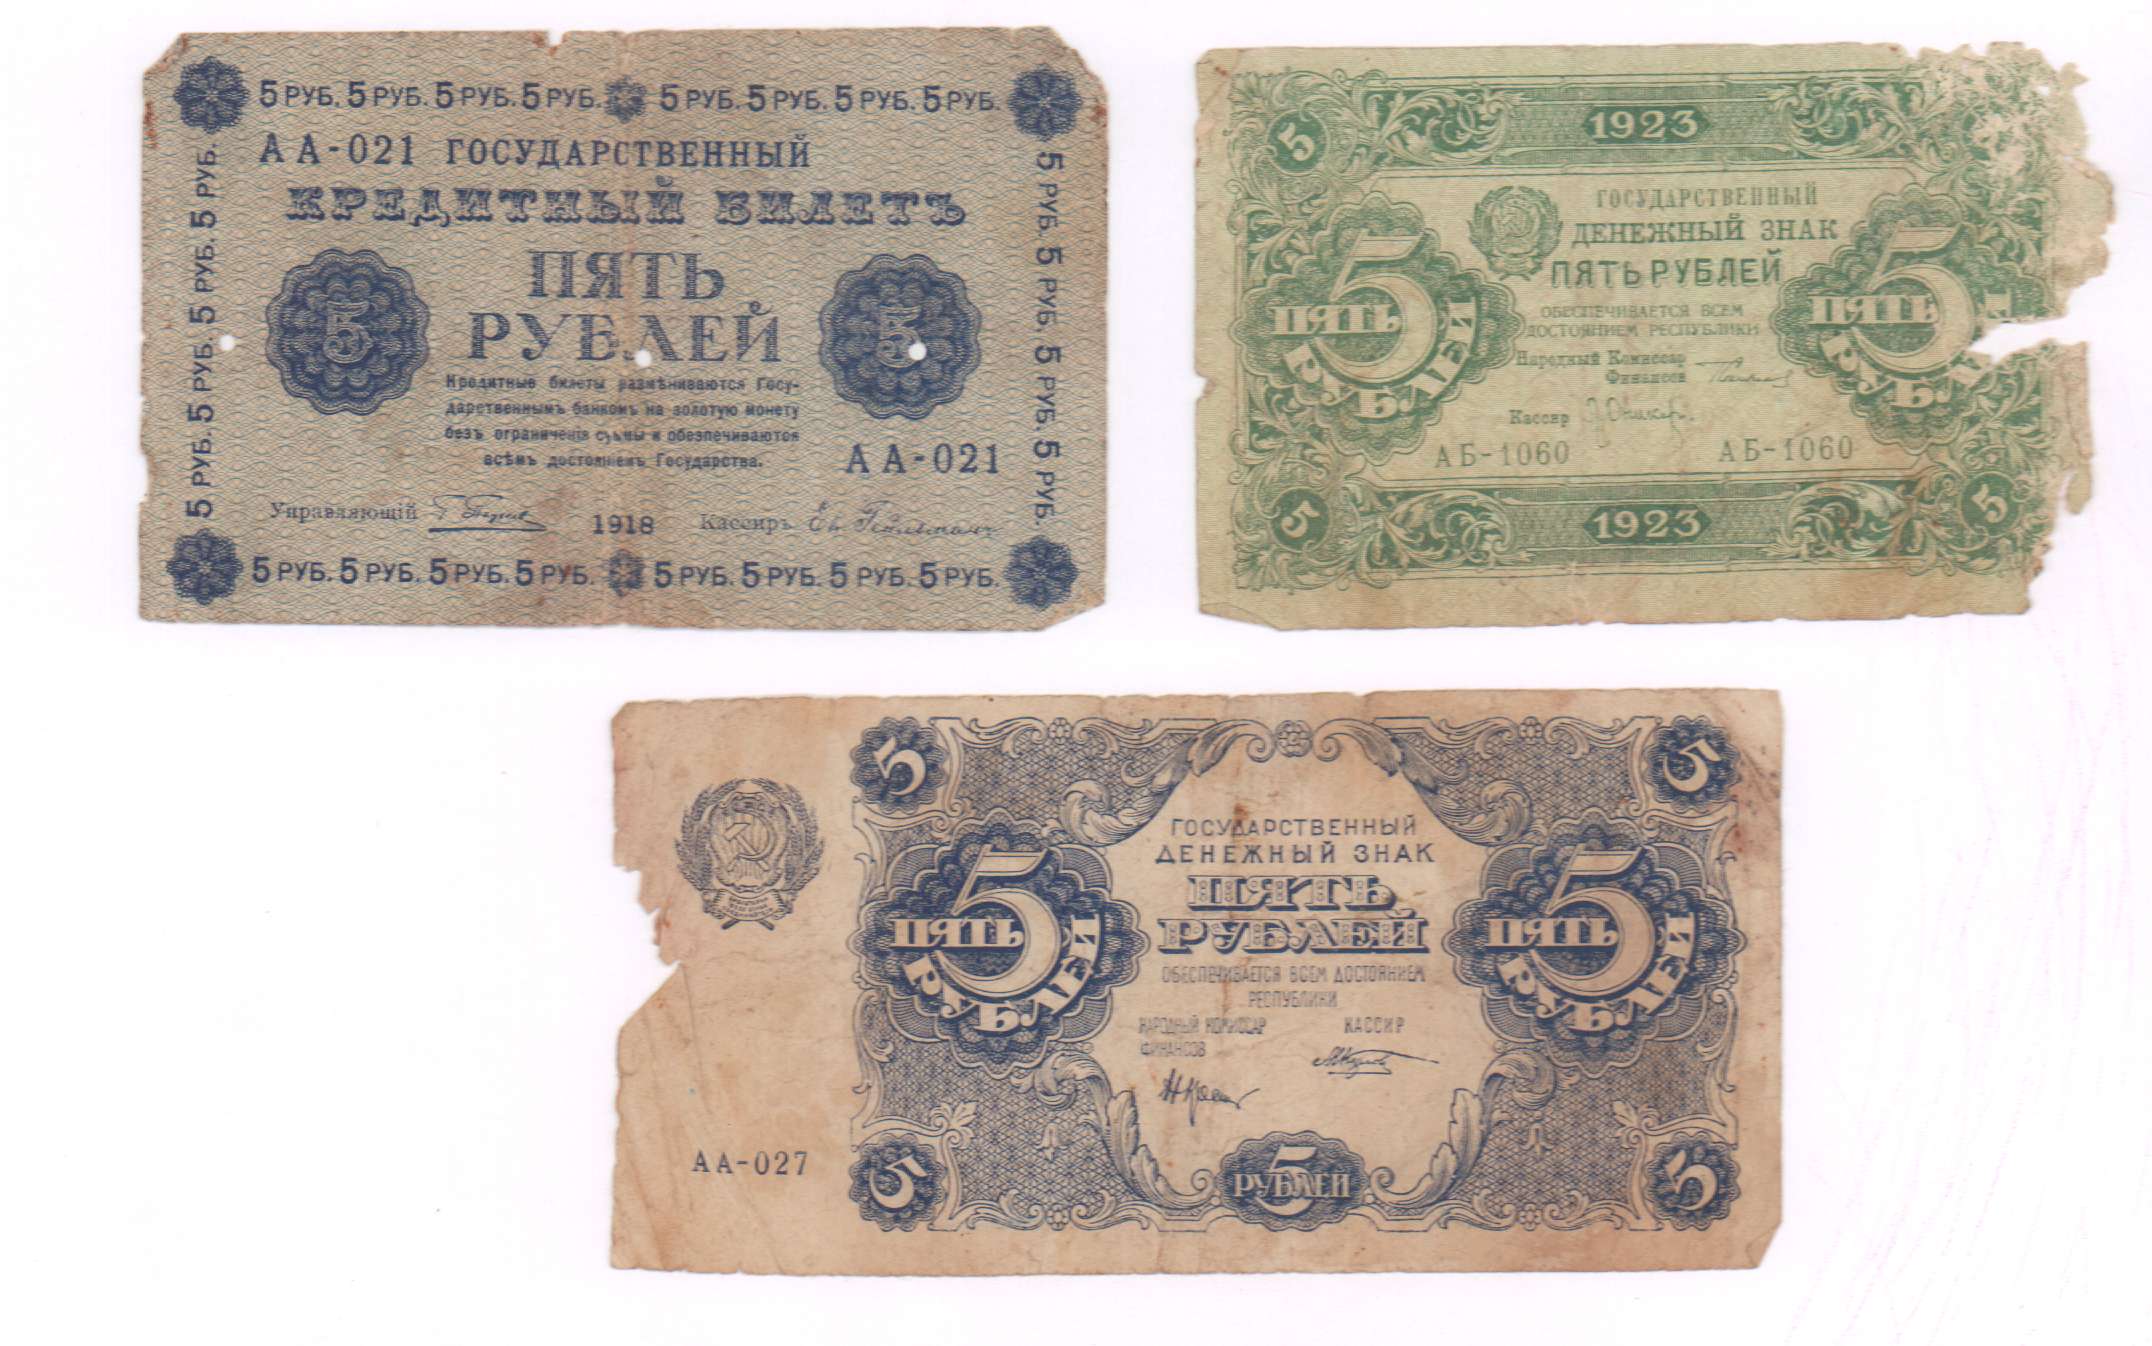 5 РУБ. 5 РУБ. 5 РУБ. 5 РУБ. 5 РУБ. 5 РУБ. 5 РУБ. 5 РУБ.
АА-021 ГОСУДАРСТВЕННЫЙ
КРЕДИТНЫЙ БИЛЕТЪ
ПЯТЬ
РУБЛЕЙ
5 5
Кредитные билеты размѣниваются Госу-
дарственнымъ банкомъ на золотую монету
безъ ограниченія суммы и обезпечиваются
всѣмъ достояніемъ Государства.
АА-021
Управляющій 1918 Кассиръ
5 РУБ. 5 РУБ. 5 РУБ. 5 РУБ. 5 РУБ. 5 РУБ. 5 РУБ. 5 РУБ.
5 РУБ. 5 РУБ. 5 РУБ. 5 РУБ.
5 РУБ. 5 РУБ. 5 РУБ. 5 РУБ.
5 1923
ГОСУДАРСТВЕННЫЙ
ДЕНЕЖНЫЙ ЗНАК
ПЯТЬ РУБЛЕЙ
5 ПЯТЬ РУБЛЕЙ
5 ПЯТЬ РУБЛЕЙ
ОБЕСПЕЧИВАЕТСЯ ВСЕМ
ДОСТОЯНИЕМ РЕСПУБЛИКИ
Народный Комиссар
Финансов
Кассир
АБ-1060 АБ-1060
5 1923 5
5 5
ГОСУДАРСТВЕННЫЙ
ДЕНЕЖНЫЙ ЗНАК
ПЯТЬ
РУБЛЕЙ
5 ПЯТЬ РУБЛЕЙ
5 ПЯТЬ РУБЛЕЙ
ОБЕСПЕЧИВАЕТСЯ ВСЕМ ДОСТОЯНИЕМ
РЕСПУБЛИКИ
НАРОДНЫЙ КОМИССАР КАССИР
ФИНАНСОВ
АА-027
5 5 РУБЛЕЙ 5